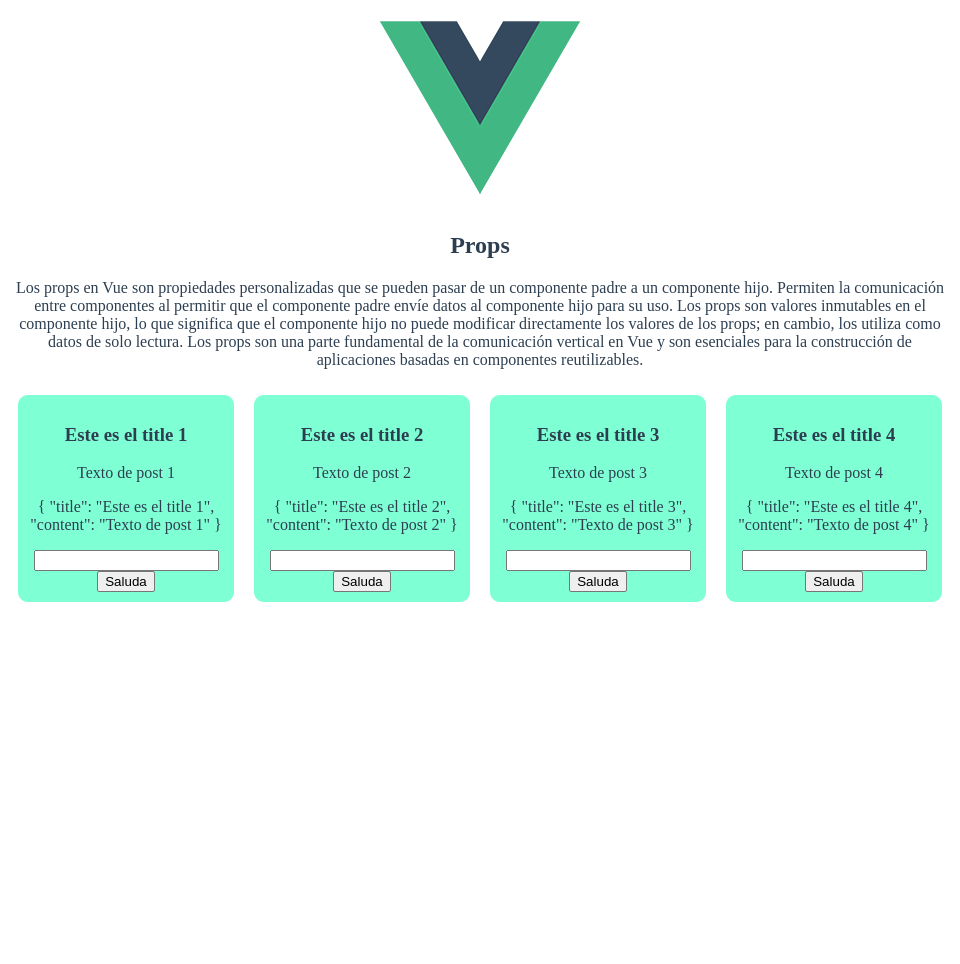 Props
Los props en Vue son propiedades personalizadas que se pueden pasar de un componente padre a un componente hijo. Permiten la comunicación
entre componentes al permitir que el componente padre envíe datos al componente hijo para su uso. Los props son valores inmutables en el
componente hijo, lo que significa que el componente hijo no puede modificar directamente los valores de los props; en cambio, los utiliza como
datos de solo lectura. Los props son una parte fundamental de la comunicación vertical en Vue y son esenciales para la construcción de
aplicaciones basadas en componentes reutilizables.
Este es el title 1
Texto de post 1
{ "title": "Este es el title 1",
"content": "Texto de post 1" }
Saluda
Este es el title 2
Texto de post 2
{ "title": "Este es el title 2",
"content": "Texto de post 2" }
Saluda
Este es el title 3
Texto de post 3
{ "title": "Este es el title 3",
"content": "Texto de post 3" }
Saluda
Este es el title 4
Texto de post 4
{ "title": "Este es el title 4",
"content": "Texto de post 4" }
Saluda